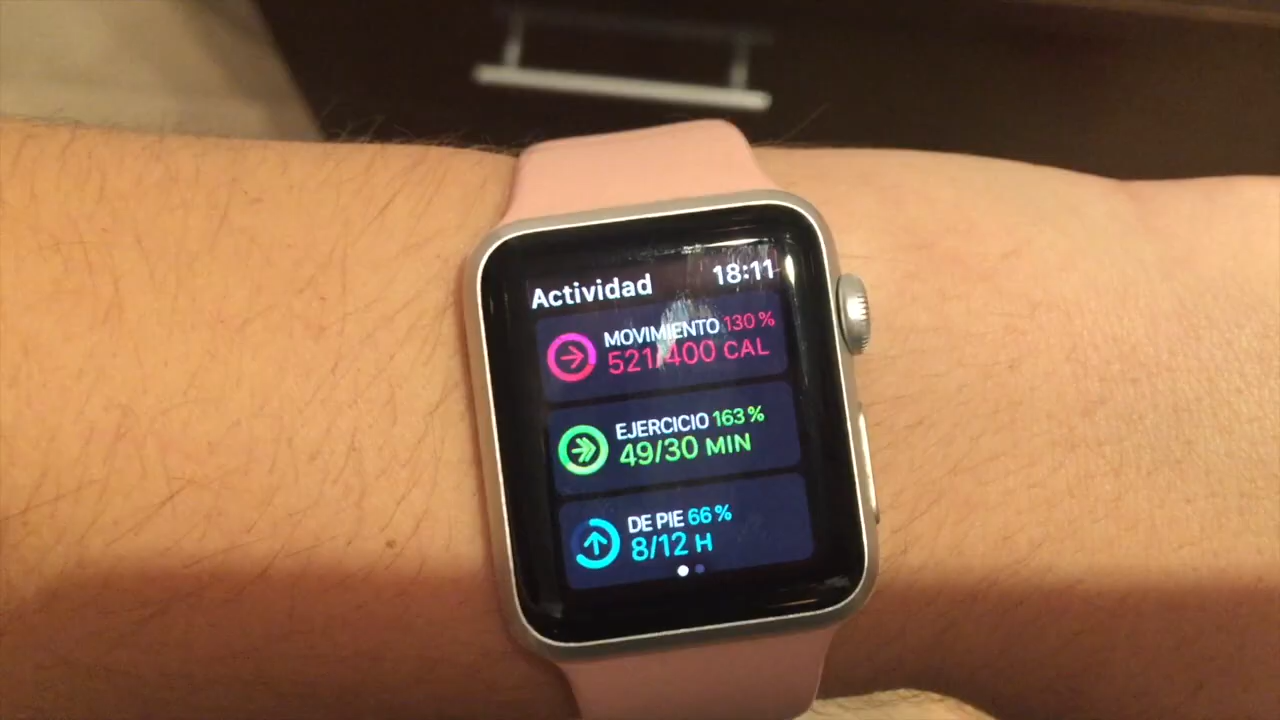 Actividad 18:11
MOVIMIENTO 130 %
521/400 CAL
EJERCICIO 163 %
49/30 MIN
DE PIE 66 %
8/12 H